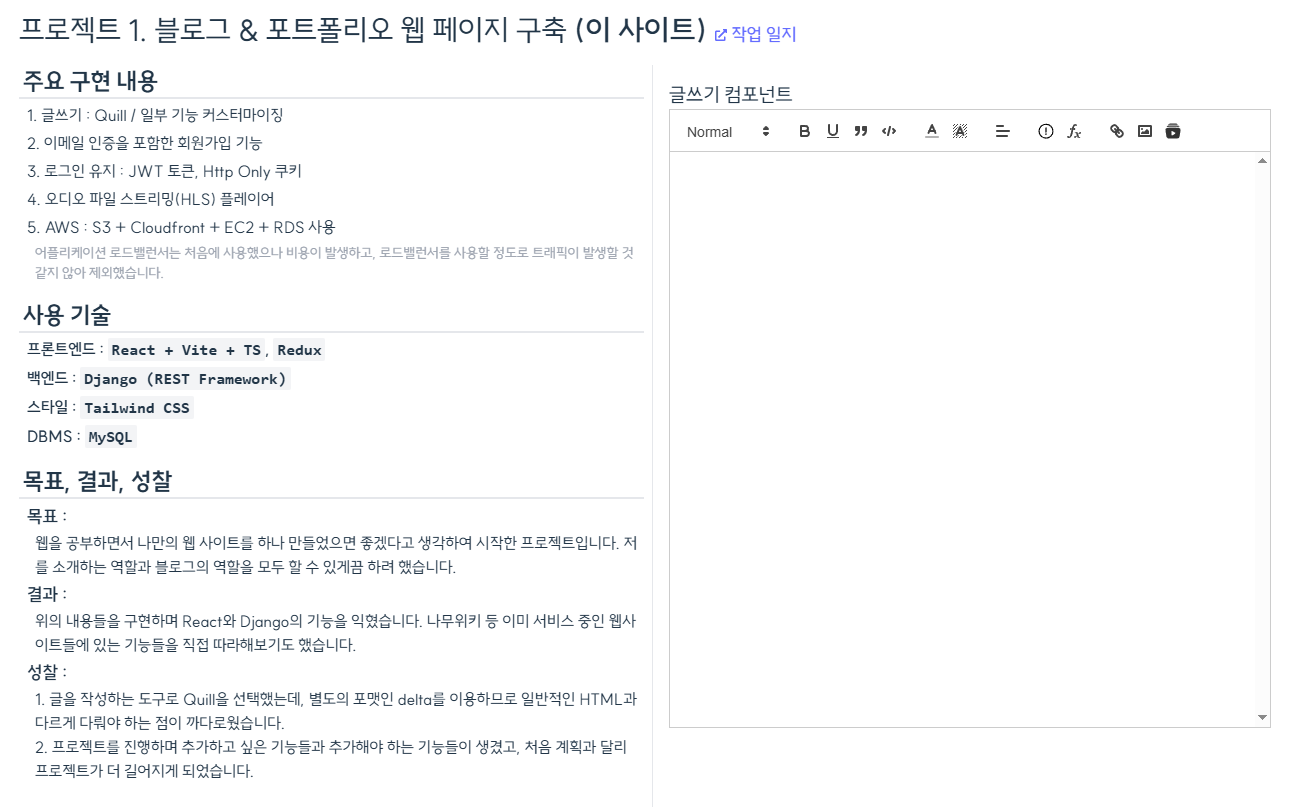 프로젝트 1. 블로그 & 포트폴리오 웹 페이지 구축 (이 사이트) 작업 일지
주요 구현 내용
1. 글쓰기 : Quill / 일부 기능 커스터마이징
2. 이메일 인증을 포함한 회원가입 기능
3. 로그인 유지 : JWT 토큰, Http Only 쿠키
4. 오디오 파일 스트리밍(HLS) 플레이어
5. AWS : S3 + Cloudfront + EC2 + RDS 사용
어플리케이션 로드밸런서는 처음에 사용했으나 비용이 발생하고, 로드밸런서를 사용할 정도로 트래픽이 발생할 것
같지 않아 제외했습니다.
사용 기술
프론트엔드 : React + Vite + TS, Redux
백엔드 : Django (REST Framework)
스타일 : Tailwind CSS
DBMS : MySQL
목표, 결과, 성찰
목표 :
웹을 공부하면서 나만의 웹 사이트를 하나 만들었으면 좋겠다고 생각하여 시작한 프로젝트입니다. 저
를 소개하는 역할과 블로그의 역할을 모두 할 수 있게끔 하려 했습니다.
결과 :
위의 내용들을 구현하며 React와 Django의 기능을 익혔습니다. 나무위키 등 이미 서비스 중인 웹사
이트들에 있는 기능들을 직접 따라해보기도 했습니다.
성찰 :
1. 글을 작성하는 도구로 Quill을 선택했는데, 별도의 포맷인 delta를 이용하므로 일반적인 HTML과
다르게 다뤄야 하는 점이 까다로웠습니다.
2. 프로젝트를 진행하며 추가하고 싶은 기능들과 추가해야 하는 기능들이 생겼고, 처음 계획과 달리
프로젝트가 더 길어지게 되었습니다.
글쓰기 컴포넌트
Normal